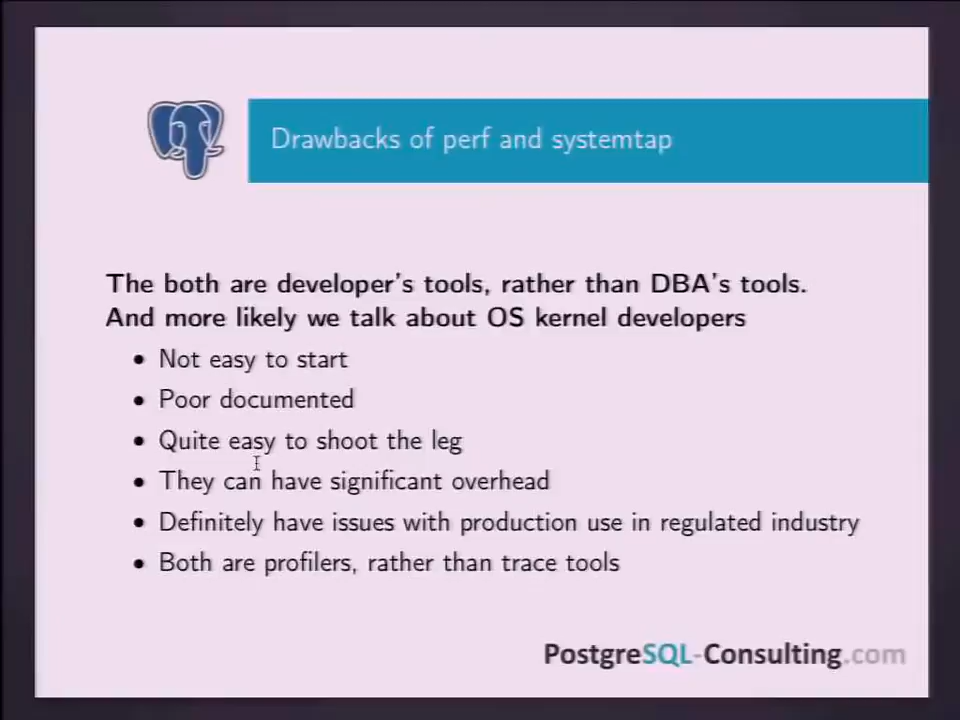 Drawbacks of perf and systemtap
The both are developer's tools, rather than DBA's tools.
And more likely we talk about OS kernel developers
• Not easy to start
• Poor documented
• Quite easy to shoot the leg
• They can have significant overhead
• Definitely have issues with production use in regulated industry
• Both are profilers, rather than trace tools
PostgreSQL-Consulting.com